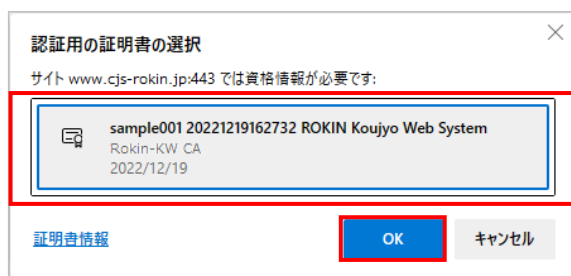 認証用の証明書の選択
サイト www.cjs-rokin.jp:443 では資格情報が必要です:
sample001 20221219162732 ROKIN Koujyo Web System
Rokin-KW CA
2022/12/19
証明書情報
OK
キャンセル